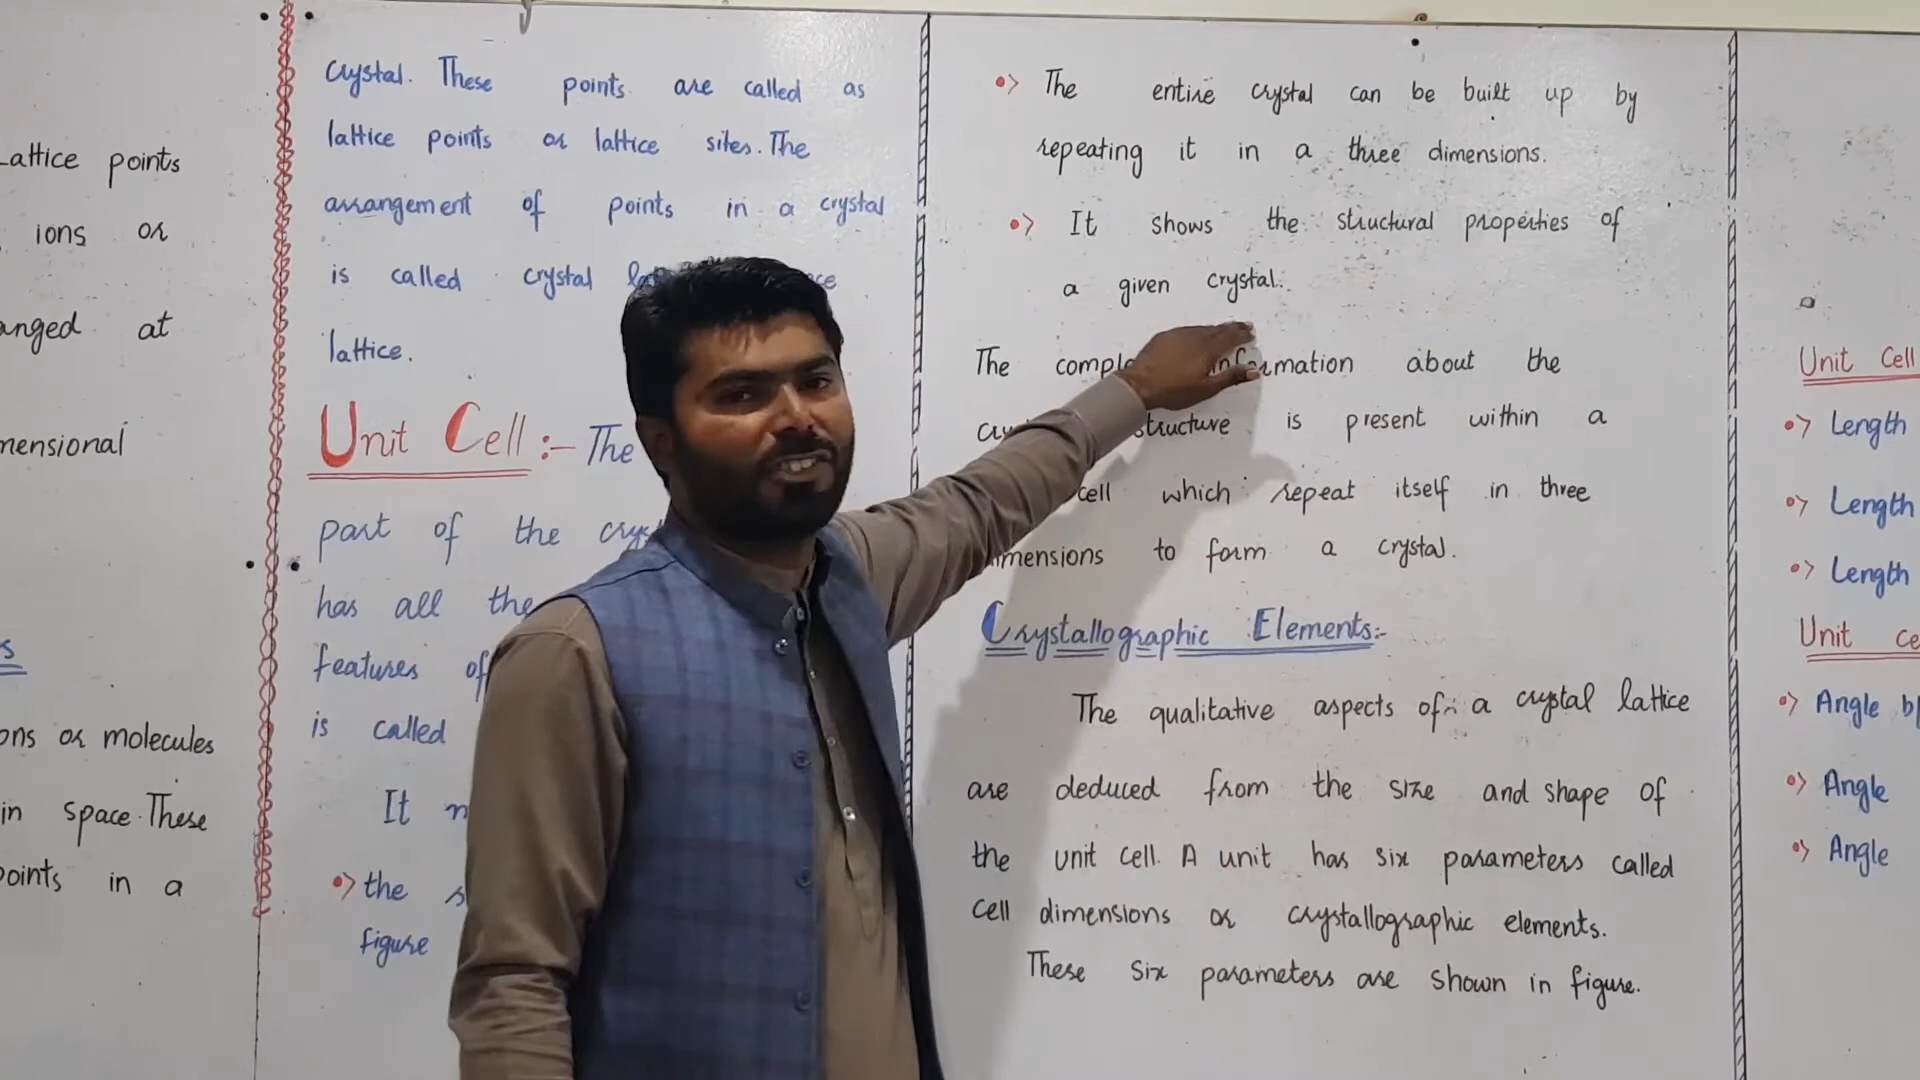 Lattice points
ions or
anged at
mensional
s
ons or molecules
in space. These
points in a
crystal. These points are called as
lattice points or lattice sites. The
arrangement of points in a crystal
is called crystal
lattice.
Unit Cell :- The
part of the
has all the
features of
is called
It
•> the
figure
•> The entire crystal can be built up by
repeating it in a three dimensions.
•> It shows the structural properties of
a given crystal.
The information about the
structure is present within a
cell which repeat itself in three
dimensions to form a crystal.
Crystallographic Elements:-
The qualitative aspects of a crystal lattice
are deduced from the size and shape of
the unit cell. A unit has six parameters called
Cell dimensions or crystallographic elements.
These six parameters are shown in figure.
Unit Cell
•> Length
•> Length
•> Length
Unit ce
•> Angle b/
•> Angle
•> Angle